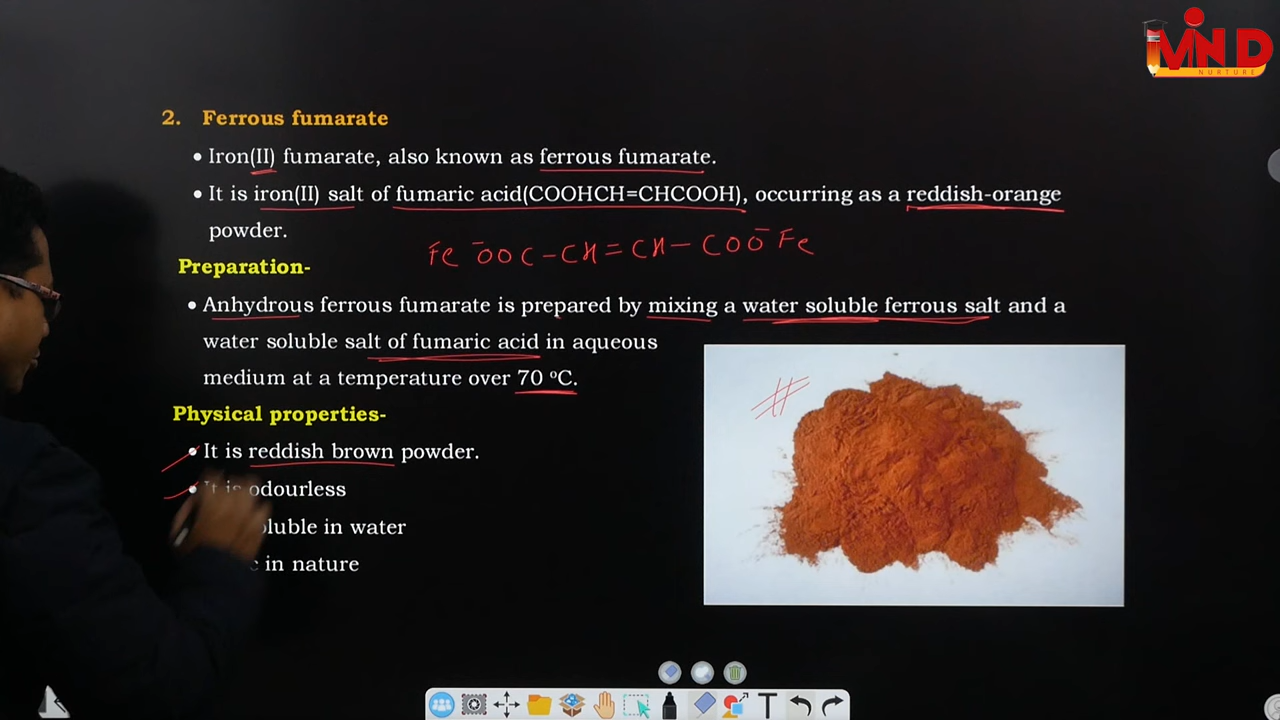 MIND
NURTURE
2. Ferrous fumarate
• Iron(II) fumarate, also known as ferrous fumarate.
• It is iron(II) salt of fumaric acid(COOHCH=CHCOOH), occurring as a reddish-orange
powder.
Fe ⁻OOC-CH=CH-COO⁻ Fe
Preparation-
• Anhydrous ferrous fumarate is prepared by mixing a water soluble ferrous salt and a
water soluble salt of fumaric acid in aqueous
medium at a temperature over 70 ºC.
Physical properties-
• It is reddish brown powder.
• It is odourless
in water
in nature